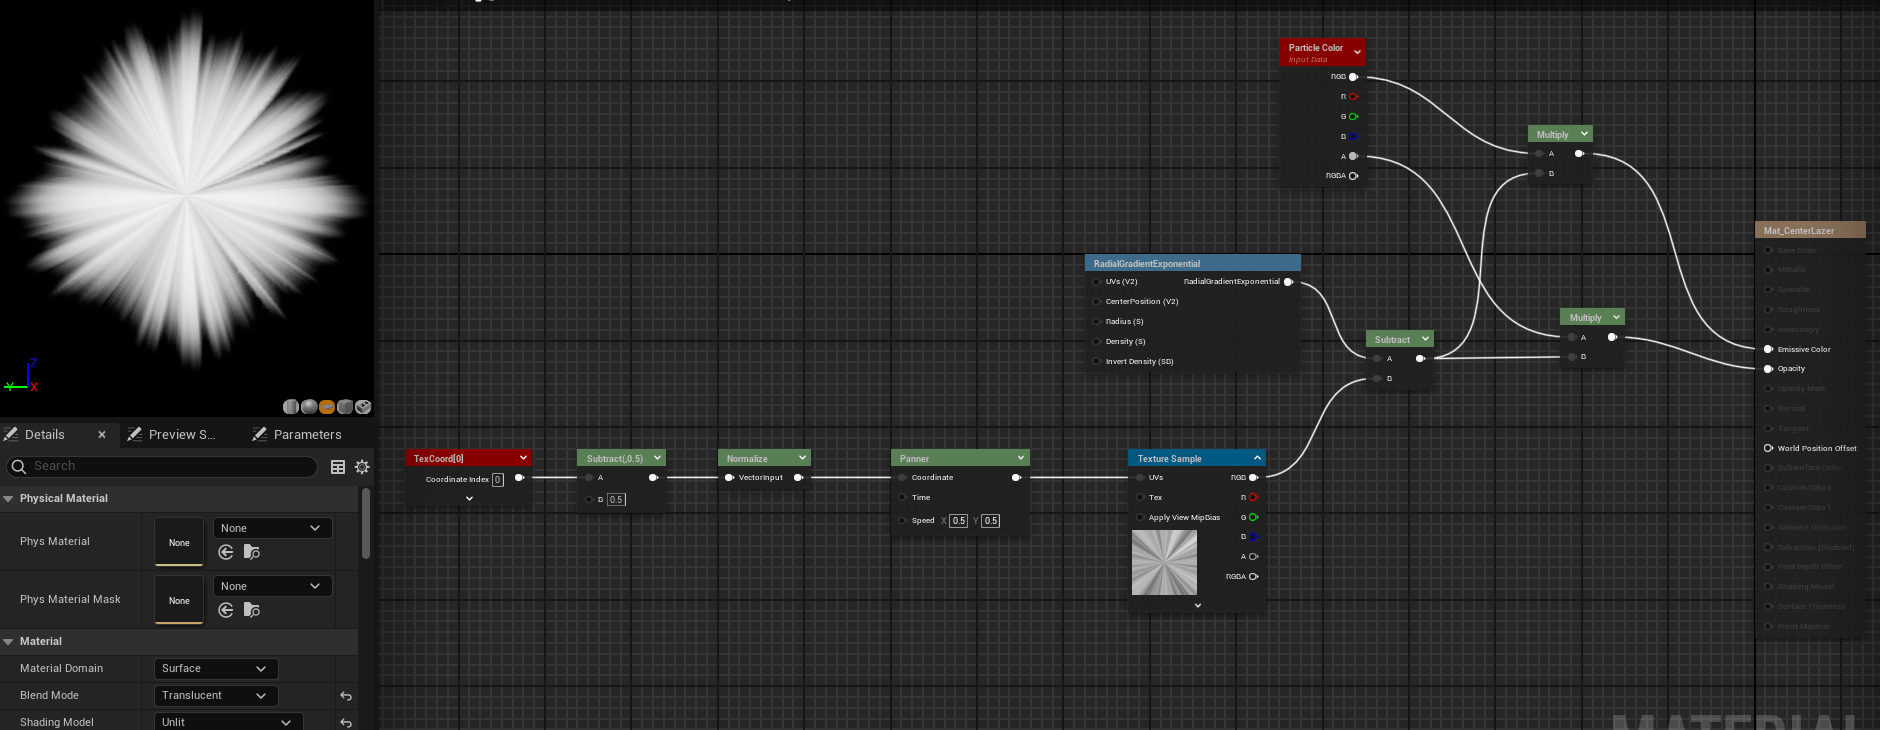 Particle Color
Input Data
RGB
R
G
B
A
RGBA
Multiply
A
B
Mat_CenterLazer
Base Color
Metallic
Specular
Roughness
Anisotropy
Emissive Color
Opacity
Opacity Mask
Normal
Tangent
World Position Offset
Subsurface Color
Custom Data 0
Custom Data 1
Ambient Occlusion
Refraction (Disabled)
Pixel Depth Offset
Shading Model
Surface Thickness
Front Material
RadialGradientExponential
UVs (V2) RadialGradientExponential
CenterPosition (V2)
Radius (S)
Density (S)
Invert Density (SB)
Multiply
A
B
Subtract
A
B
Z
Y
X
TexCoord[0]
Coordinate Index 0
Subtract(,0.5)
A
B 0.5
Normalize
VectorInput
Panner
Coordinate
Time
Speed X 0.5 Y 0.5
Texture Sample
UVs RGB
Tex R
Apply View MipBias G
B
A
RGBA
Details
Preview S...
Parameters
Search
Physical Material
Phys Material
None
None
Phys Material Mask
None
None
Material
Material Domain Surface
Blend Mode Translucent
Shading Model Unlit
MATERIAL